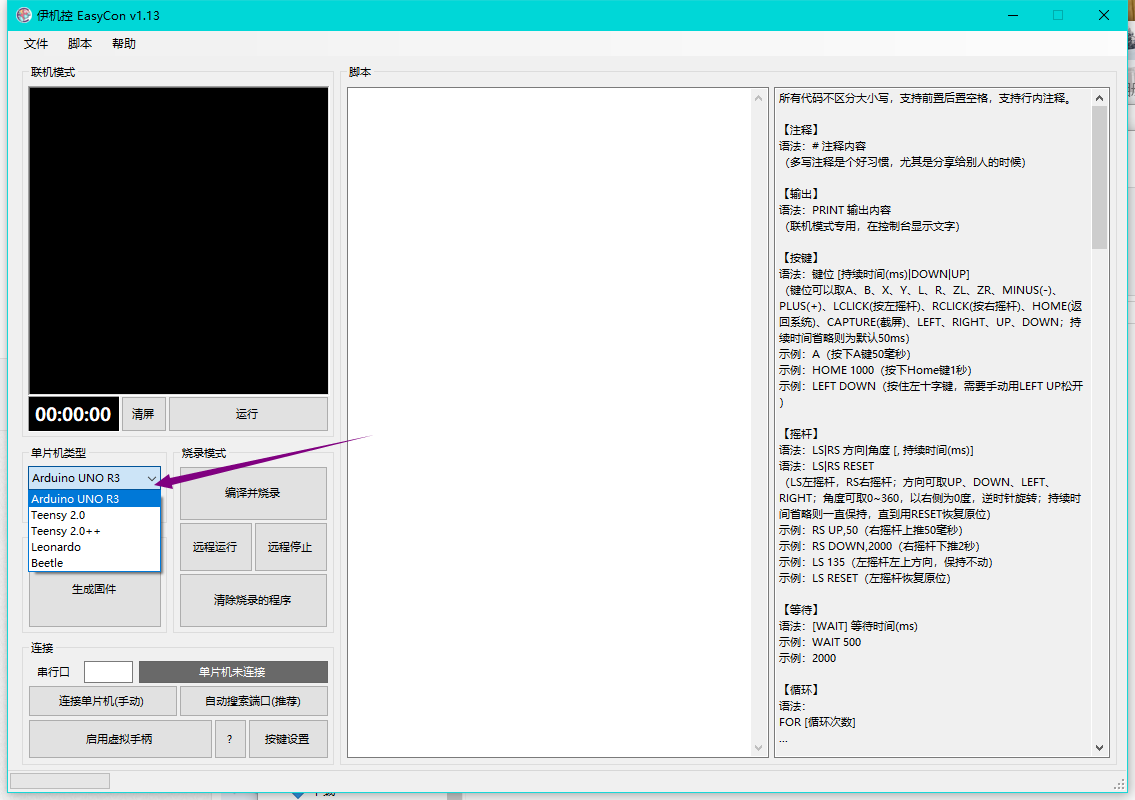 伊机控 EasyCon v1.13
文件 脚本 帮助
联机模式
00:00:00 清屏 运行
单片机类型
Arduino UNO R3
Arduino UNO R3
Teensy 2.0
Teensy 2.0++
Leonardo
Beetle
生成固件
烧录模式
编译并烧录
远程运行 远程停止
清除烧录的程序
连接
串行口 单片机未连接
连接单片机(手动) 自动搜索端口(推荐)
启用虚拟手柄 ? 按键设置
脚本
所有代码不区分大小写，支持前置后置空格，支持行内注释。
【注释】
语法：# 注释内容
（多写注释是个好习惯，尤其是分享给别人的时候）
【输出】
语法：PRINT 输出内容
（联机模式专用，在控制台显示文字）
【按键】
语法：键位 [持续时间(ms)|DOWN|UP]
（键位可以取A、B、X、Y、L、R、ZL、ZR、MINUS(-)、
PLUS(+)、LCLICK(按左摇杆)、RCLICK(按右摇杆)、HOME(返
回系统)、CAPTURE(截屏)、LEFT、RIGHT、UP、DOWN；持
续时间省略则为默认50ms）
示例：A（按下A键50毫秒）
示例：HOME 1000（按下Home键1秒）
示例：LEFT DOWN（按住左十字键，需要手动用LEFT UP松开
）
【摇杆】
语法：LS|RS 方向|角度 [, 持续时间(ms)]
语法：LS|RS RESET
（LS左摇杆，RS右摇杆；方向可取UP、DOWN、LEFT、
RIGHT；角度可取0~360，以右侧为0度，逆时针旋转；持续时
间省略则一直保持，直到用RESET恢复原位）
示例：RS UP,50（右摇杆上推50毫秒）
示例：RS DOWN,2000（右摇杆下推2秒）
示例：LS 135（左摇杆左上方向，保持不动）
示例：LS RESET（左摇杆恢复原位）
【等待】
语法：[WAIT] 等待时间(ms)
示例：WAIT 500
示例：2000
【循环】
语法：
FOR [循环次数]
...